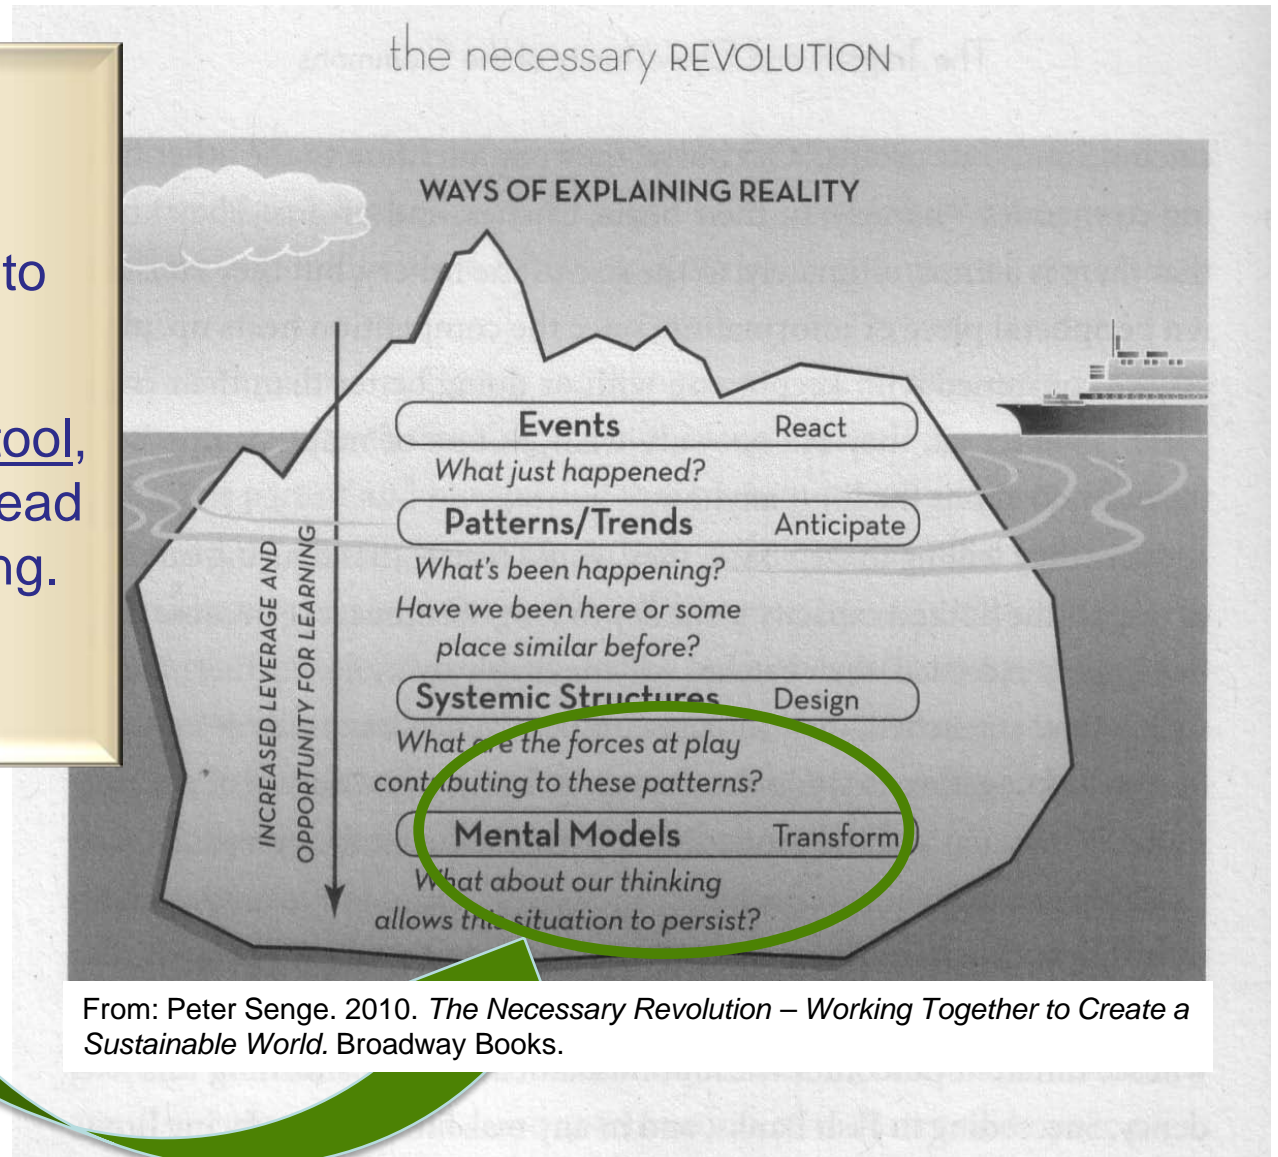 the necessary REVOLUTION
to
tool,
ead
ng.
WAYS OF EXPLAINING REALITY
Events React
What just happened?
Patterns/Trends Anticipate
What's been happening?
Have we been here or some
place similar before?
Systemic Structures Design
What are the forces at play
contributing to these patterns?
Mental Models Transform
What about our thinking
allows this situation to persist?
INCREASED LEVERAGE AND
OPPORTUNITY FOR LEARNING
From: Peter Senge. 2010. The Necessary Revolution – Working Together to Create a
Sustainable World. Broadway Books.